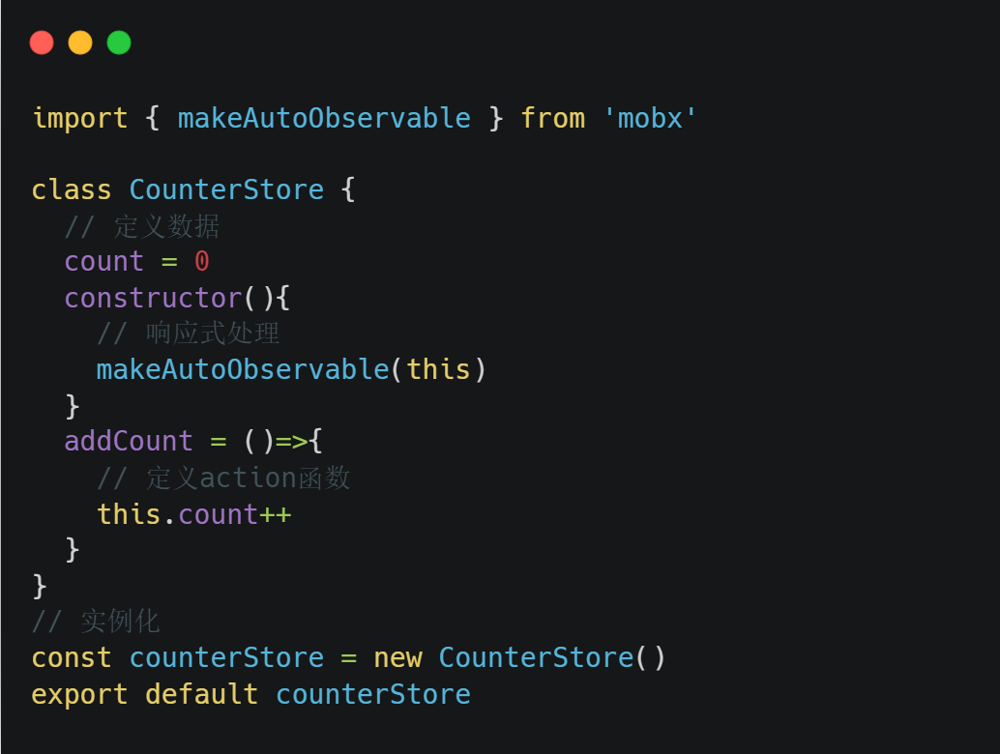 import { makeAutoObservable } from 'mobx'
class CounterStore {
// 定义数据
count = 0
constructor(){
// 响应式处理
makeAutoObservable(this)
}
addCount = ()=>{
// 定义action函数
this.count++
}
}
// 实例化
const counterStore = new CounterStore()
export default counterStore